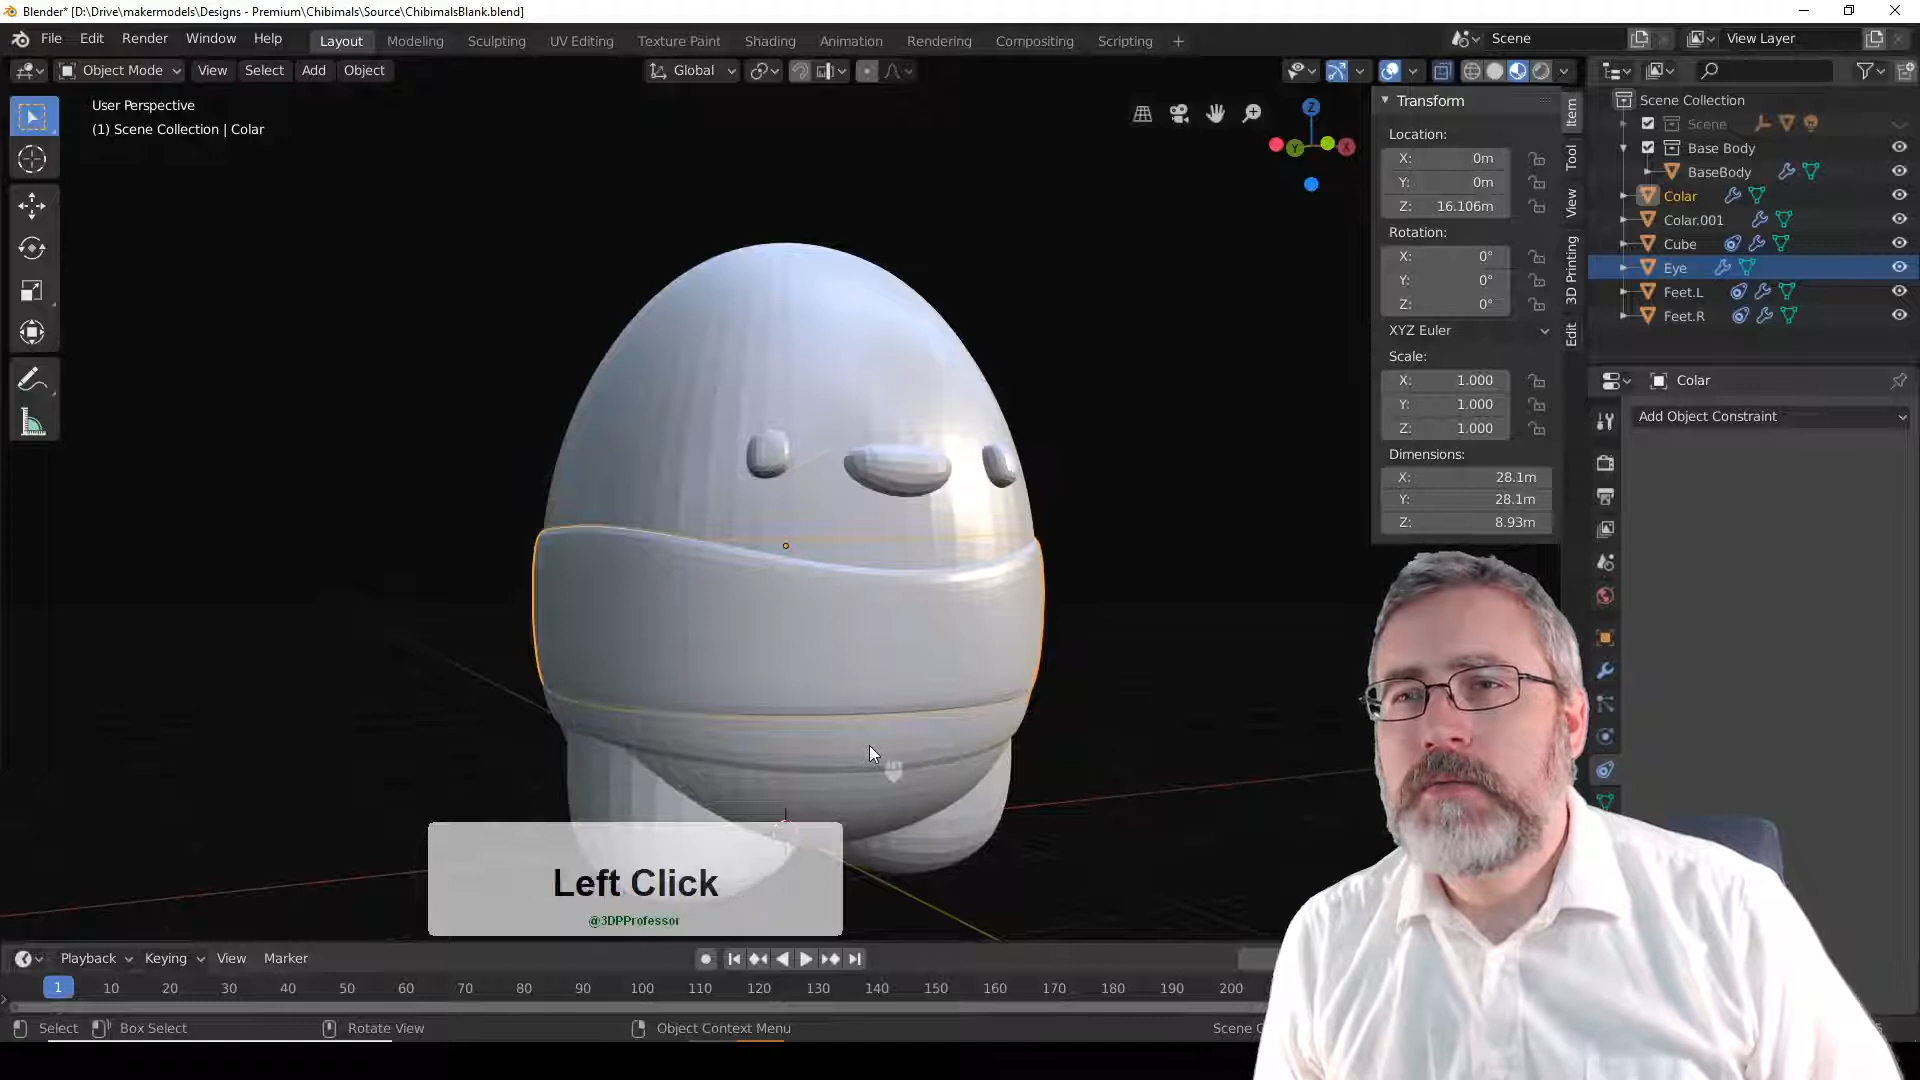 Blender* [D:\Drive\makermodels\Designs - Premium\Chibimals\Source\ChibimalsBlank.blend]
File Edit Render Window Help
Layout Modeling Sculpting UV Editing Texture Paint Shading Animation Rendering Compositing Scripting +
Scene
View Layer
Object Mode View Select Add Object
Global
User Perspective
(1) Scene Collection | Colar
Z
Y
X
Transform
Location:
X: 0m
Y: 0m
Z: 16.106m
Rotation:
X: 0°
Y: 0°
Z: 0°
XYZ Euler
Scale:
X: 1.000
Y: 1.000
Z: 1.000
Dimensions:
X: 28.1m
Y: 28.1m
Z: 8.93m
Item
Tool
View
3D Printing
Edit
Scene Collection
Scene
Base Body
BaseBody
Colar
Colar.001
Cube
Eye
Feet.L
Feet.R
Colar
Add Object Constraint
Left Click
@3DPProfessor
Playback Keying View Marker
1 10 20 30 40 50 60 70 80 90 100 110 120 130 140 150 160 170 180 190 200
Select Box Select Rotate View Object Context Menu